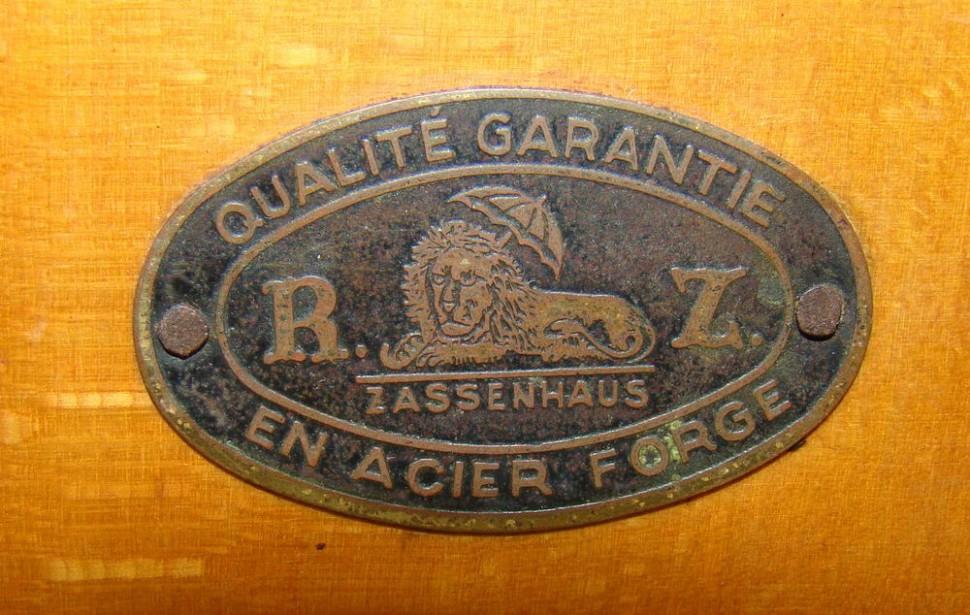 QUALITÉ GARANTIE
R. Z.
ZASSENHAUS
EN ACIER FORGE